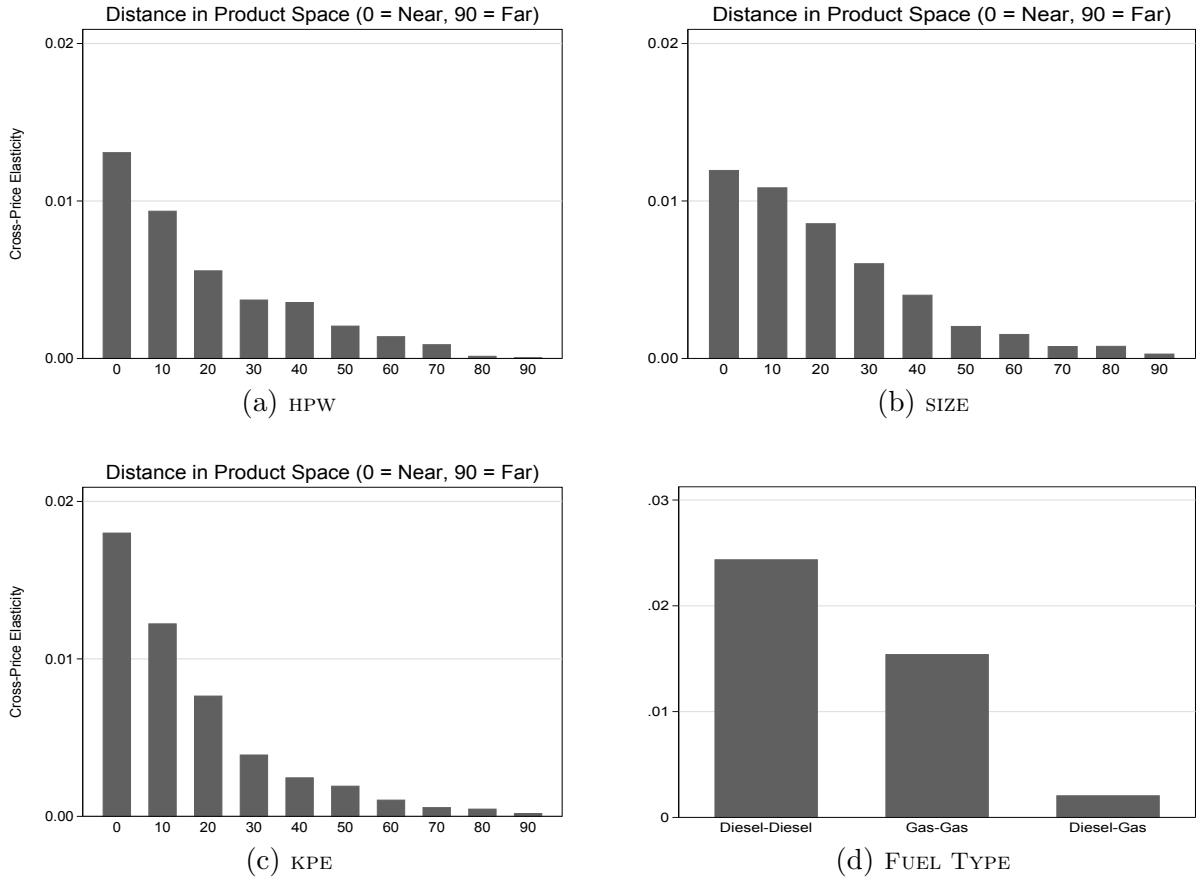 Distance in Product Space (0 = Near, 90 = Far)
Cross-Price Elasticity
0.02
0.01
0.00
0 10 20 30 40 50 60 70 80 90
(a) HPW
Distance in Product Space (0 = Near, 90 = Far)
0.02
0.01
0.00
0 10 20 30 40 50 60 70 80 90
(b) SIZE
Distance in Product Space (0 = Near, 90 = Far)
Cross-Price Elasticity
0.02
0.01
0.00
0 10 20 30 40 50 60 70 80 90
(c) KPE
.03
.02
.01
0
Diesel-Diesel Gas-Gas Diesel-Gas
(d) FUEL TYPE